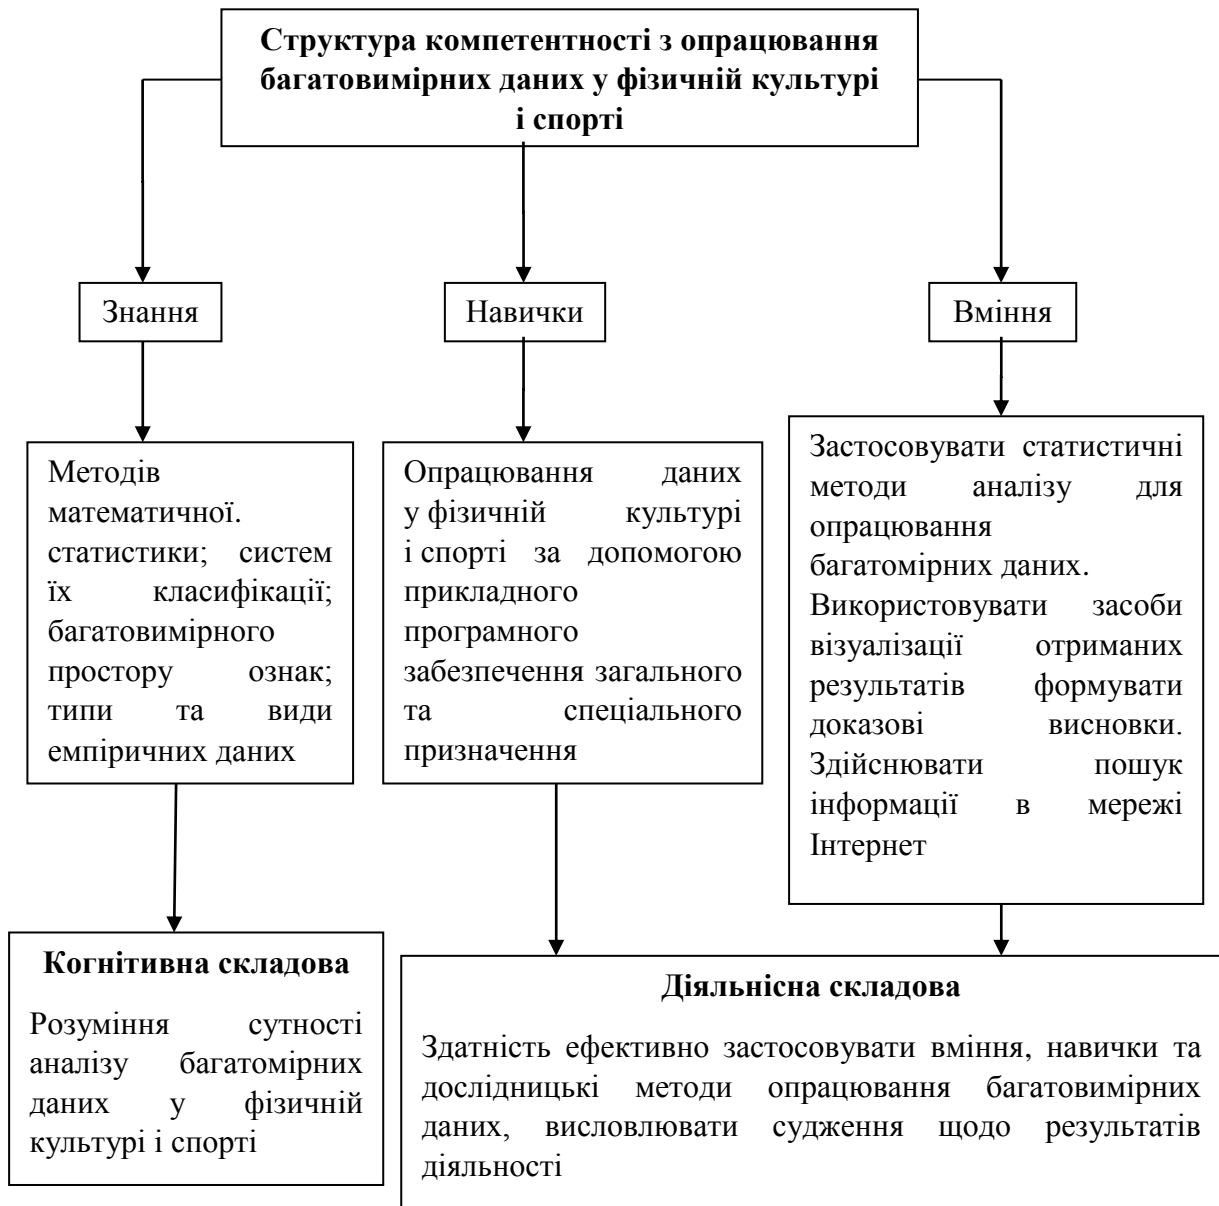 Структура компетентності з опрацювання
багатовимірних даних у фізичній культурі
і спорті
Знання
Навички
Вміння
Методів
математичної.
статистики; систем
їх класифікації;
багатовимірного
простору ознак;
типи та види
емпіричних даних
Опрацювання даних
у фізичній культурі
і спорті за допомогою
прикладного
програмного
забезпечення загального
та спеціального
призначення
Застосовувати статистичні
методи аналізу для
опрацювання
багатомірних даних.
Використовувати засоби
візуалізації отриманих
результатів формувати
доказові висновки.
Здійснювати пошук
інформації в мережі
Інтернет
Когнітивна складова
Розуміння сутності
аналізу багатомірних
даних у фізичній
культурі і спорті
Діяльнісна складова
Здатність ефективно застосовувати вміння, навички та
дослідницькі методи опрацювання багатовимірних
даних, висловлювати судження щодо результатів
діяльності